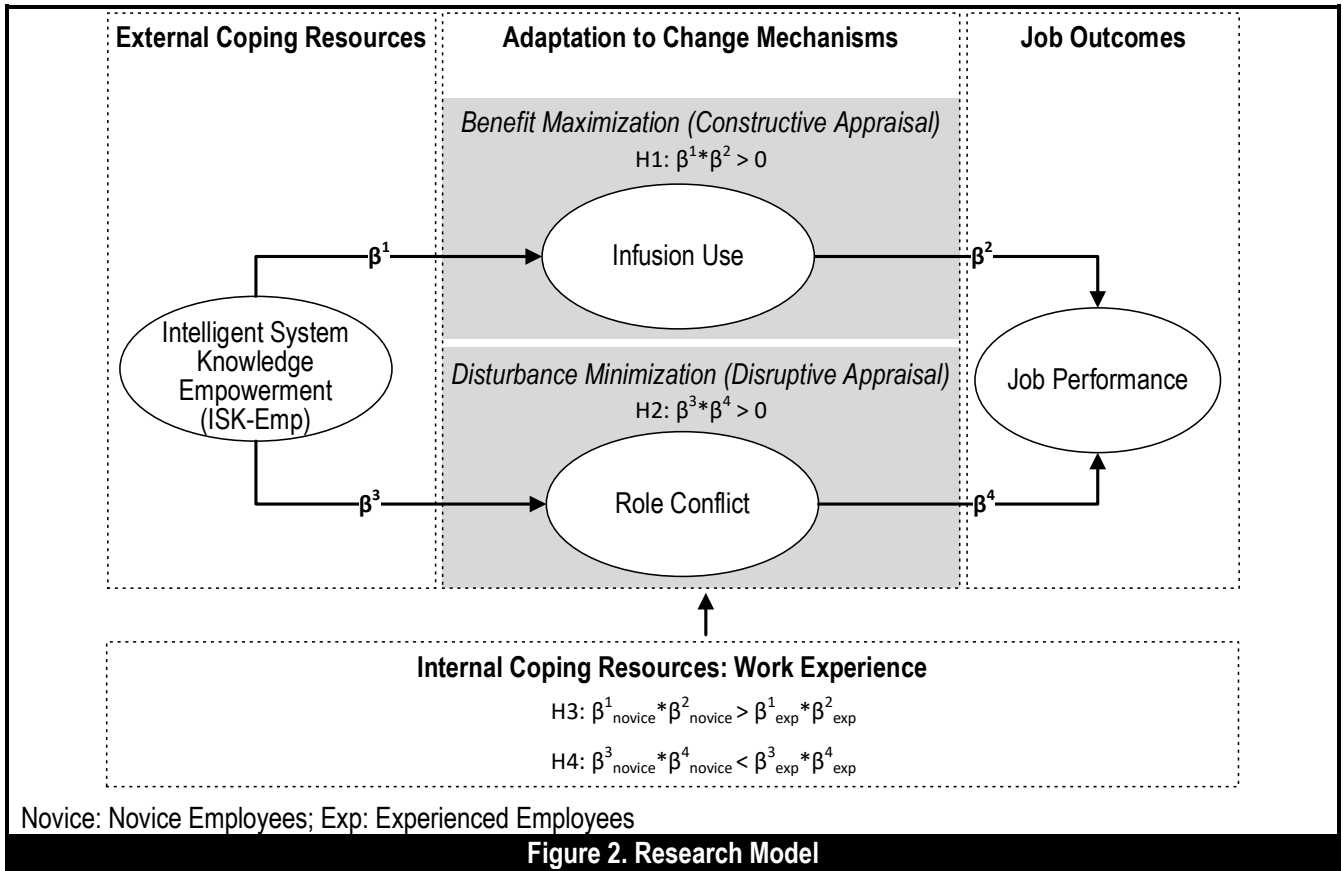 External Coping Resources
Adaptation to Change Mechanisms
Job Outcomes
Benefit Maximization (Constructive Appraisal)
H1: β¹*β² > 0
Infusion Use
β¹
β²
Intelligent System
Knowledge
Empowerment
(ISK-Emp)
Disturbance Minimization (Disruptive Appraisal)
H2: β³*β⁴ > 0
Job Performance
Role Conflict
β³
β⁴
Internal Coping Resources: Work Experience
H3: β¹novice*β²novice > β¹exp*β²exp
H4: β³novice*β⁴novice < β³exp*β⁴exp
Novice: Novice Employees; Exp: Experienced Employees
Figure 2. Research Model